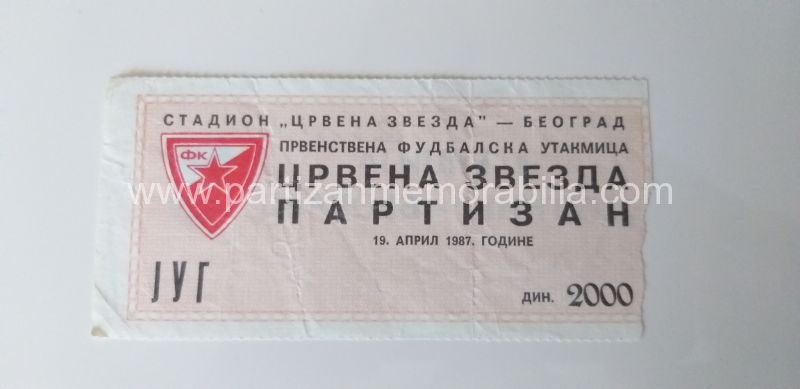 СТАДИОН „ЦРВЕНА ЗВЕЗДА" — БЕОГРАД
ПРВЕНСТВЕНА ФУДБАЛСКА УТАКМИЦА
ФК
ЦРВЕНА ЗВЕЗДА
www.partizanmemorabilia.com
ПАРТИЗАН
19. АПРИЛ 1987. ГОДИНЕ
ЈУГ
ДИН. 2000